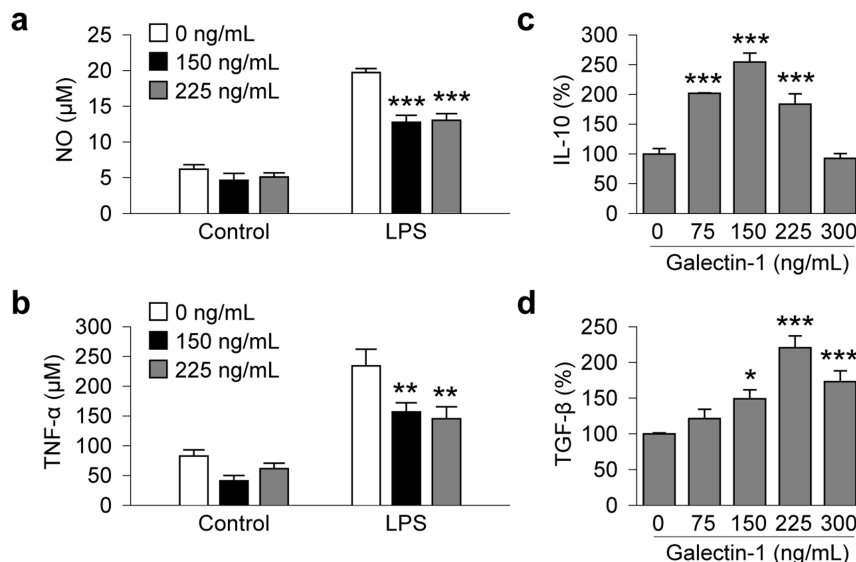 a
0 ng/mL
150 ng/mL
225 ng/mL
NO (μM)
25
20
15
10
5
0
*** ***
Control LPS
b
0 ng/mL
150 ng/mL
225 ng/mL
TNF-α (μM)
300
250
200
150
100
50
0
** **
Control LPS
c
IL-10 (%)
300
250
200
150
100
50
0
*** *** ***
0 75 150 225 300
Galectin-1 (ng/mL)
d
TGF-β (%)
250
200
150
100
50
0
* *** ***
0 75 150 225 300
Galectin-1 (ng/mL)